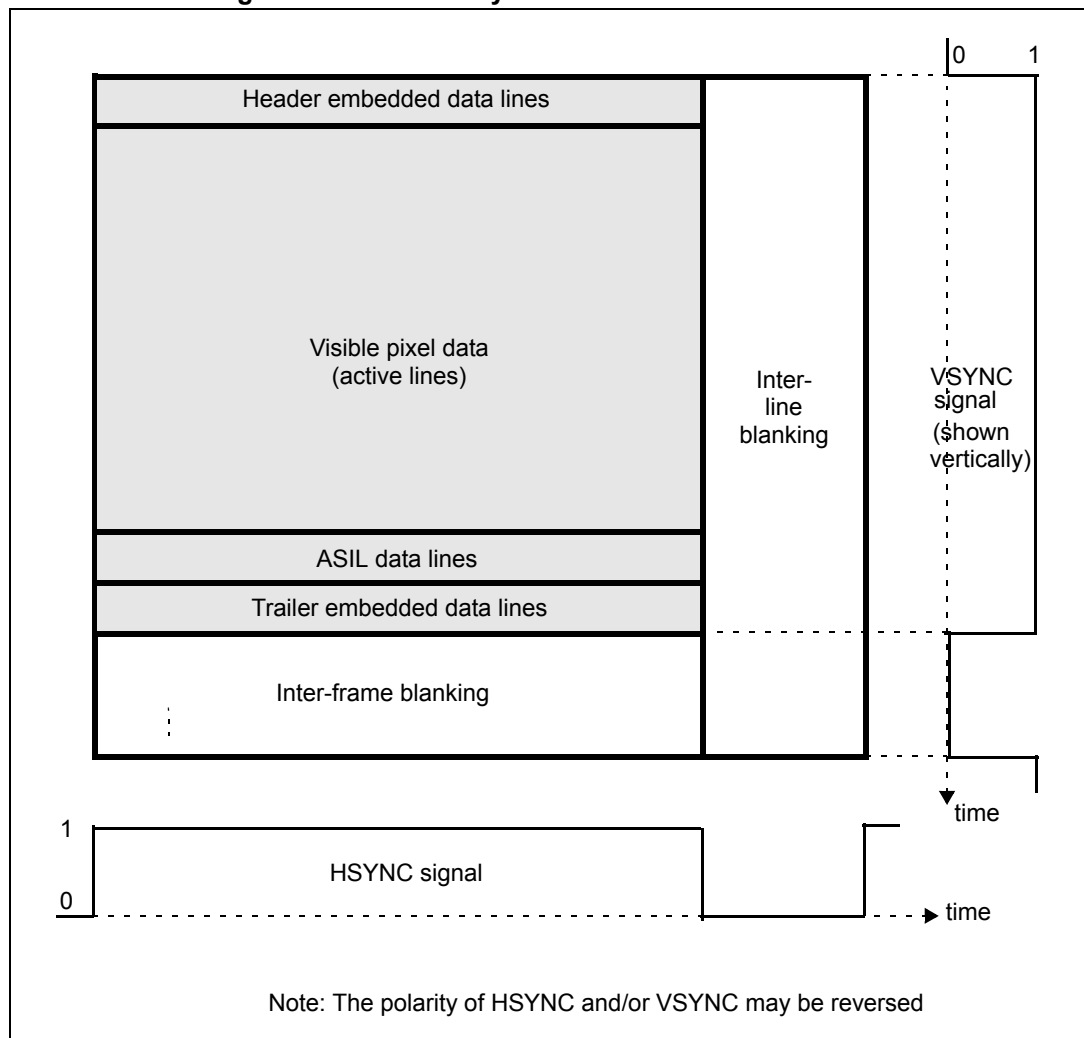 0 1
Header embedded data lines
Visible pixel data
(active lines)
Inter-
line
blanking
VSYNC
signal
(shown
vertically)
ASIL data lines
Trailer embedded data lines
Inter-frame blanking
time
1
HSYNC signal
0
time
Note: The polarity of HSYNC and/or VSYNC may be reversed